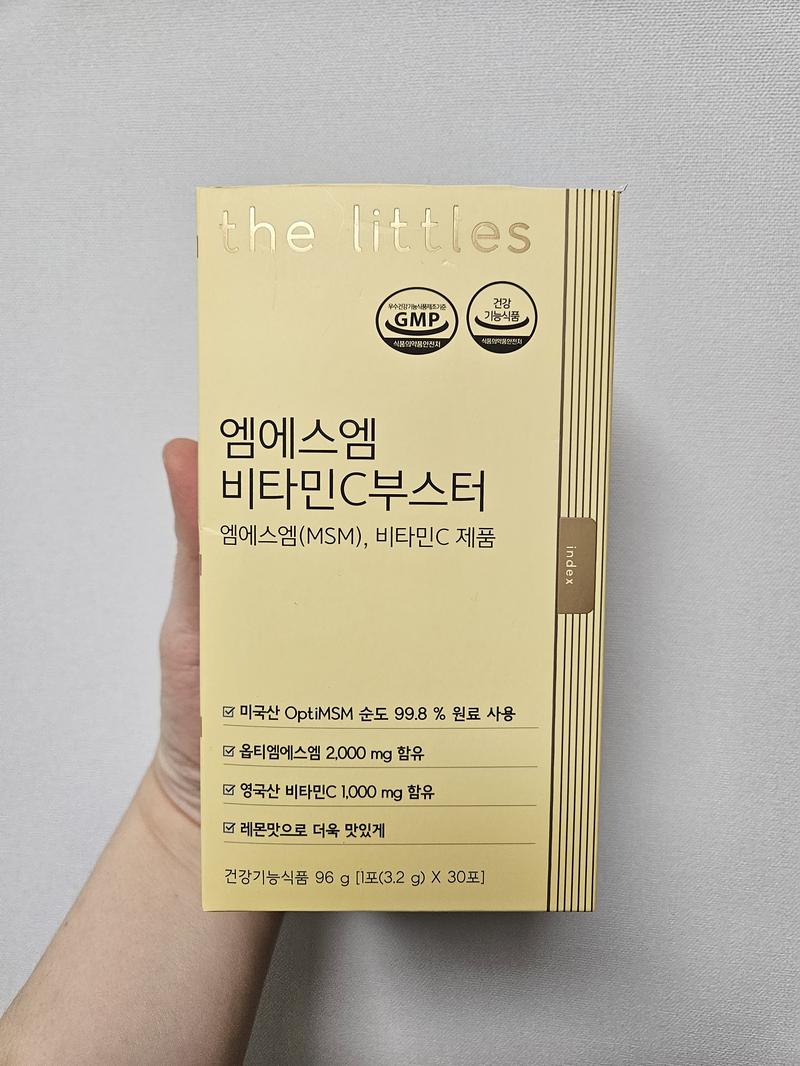 the littles
우수건강기능식품제조기준
GMP
식품의약품안전처
건강
기능식품
식품의약품안전처
엠에스엠
비타민C부스터
엠에스엠(MSM), 비타민C 제품
index
☑ 미국산 OptiMSM 순도 99.8 % 원료 사용
☑ 옵티엠에스엠 2,000 mg 함유
☑ 영국산 비타민C 1,000 mg 함유
☑ 레몬맛으로 더욱 맛있게
건강기능식품 96 g [1포(3.2 g) X 30포]